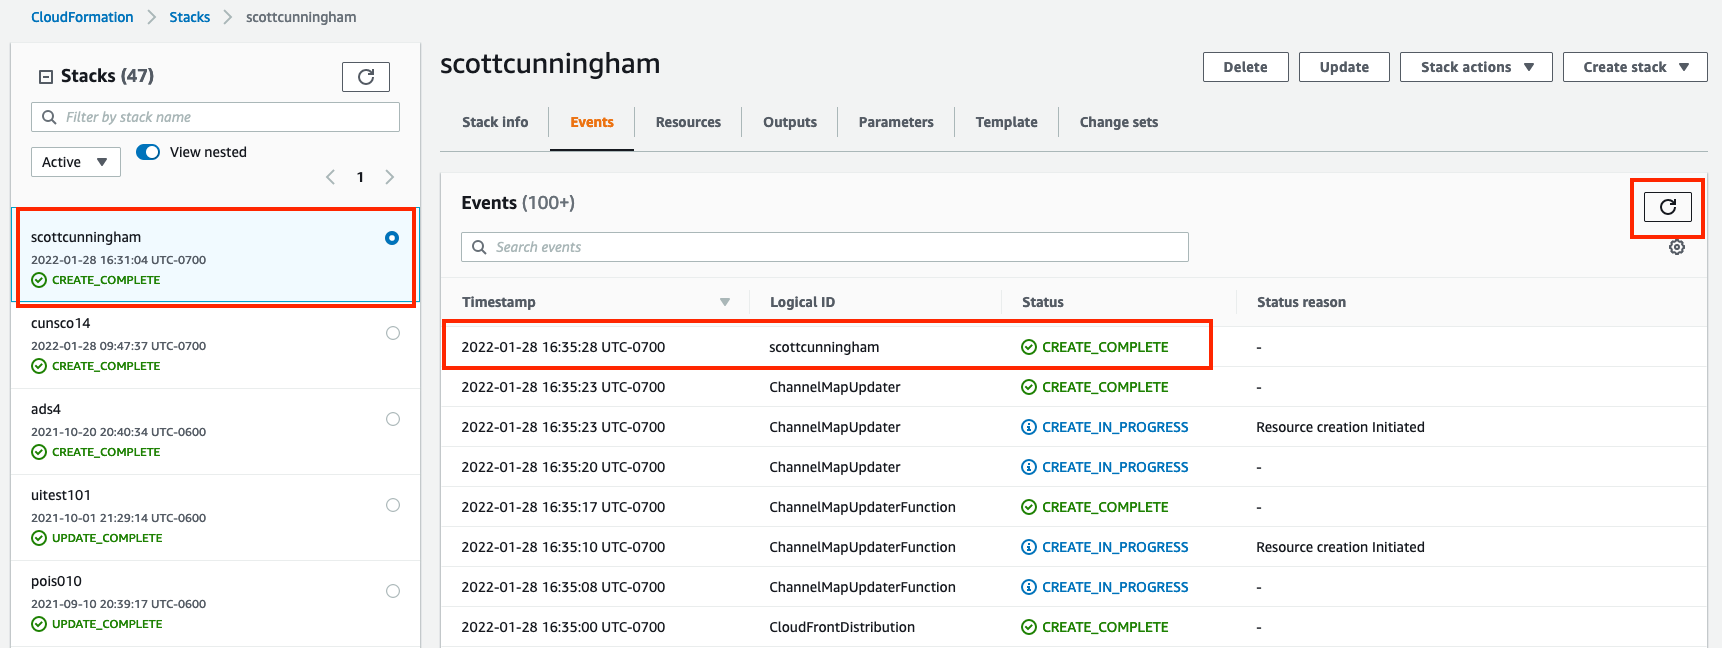 CloudFormation > Stacks > scottcunningham
Stacks (47)
Filter by stack name
Active
View nested
1
scottcunningham
2022-01-28 16:31:04 UTC-0700
CREATE_COMPLETE
cunsco14
2022-01-28 09:47:37 UTC-0700
CREATE_COMPLETE
ads4
2021-10-20 20:40:34 UTC-0600
CREATE_COMPLETE
uitest101
2021-10-01 21:29:14 UTC-0600
UPDATE_COMPLETE
pois010
2021-09-10 20:39:17 UTC-0600
UPDATE_COMPLETE
scottcunningham
Delete Update Stack actions Create stack
Stack info Events Resources Outputs Parameters Template Change sets
Events (100+)
Search events
Timestamp Logical ID Status Status reason
2022-01-28 16:35:28 UTC-0700 scottcunningham CREATE_COMPLETE -
2022-01-28 16:35:23 UTC-0700 ChannelMapUpdater CREATE_COMPLETE -
2022-01-28 16:35:23 UTC-0700 ChannelMapUpdater CREATE_IN_PROGRESS Resource creation Initiated
2022-01-28 16:35:20 UTC-0700 ChannelMapUpdater CREATE_IN_PROGRESS -
2022-01-28 16:35:17 UTC-0700 ChannelMapUpdaterFunction CREATE_COMPLETE -
2022-01-28 16:35:10 UTC-0700 ChannelMapUpdaterFunction CREATE_IN_PROGRESS Resource creation Initiated
2022-01-28 16:35:08 UTC-0700 ChannelMapUpdaterFunction CREATE_IN_PROGRESS -
2022-01-28 16:35:00 UTC-0700 CloudFrontDistribution CREATE_COMPLETE -